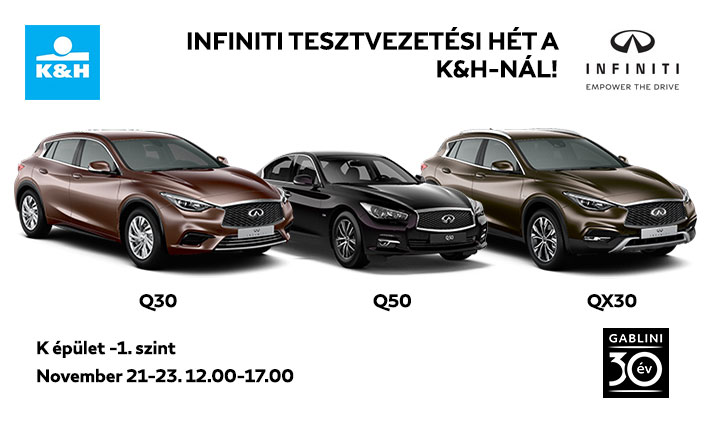 K&H
INFINITI TESZTVEZETÉSI HÉT A
K&H-NÁL!
INFINITI
EMPOWER THE DRIVE
Q50
Q30
Q50
QX30
K épület -1. szint
November 21-23. 12.00-17.00
GABLINI
30
év